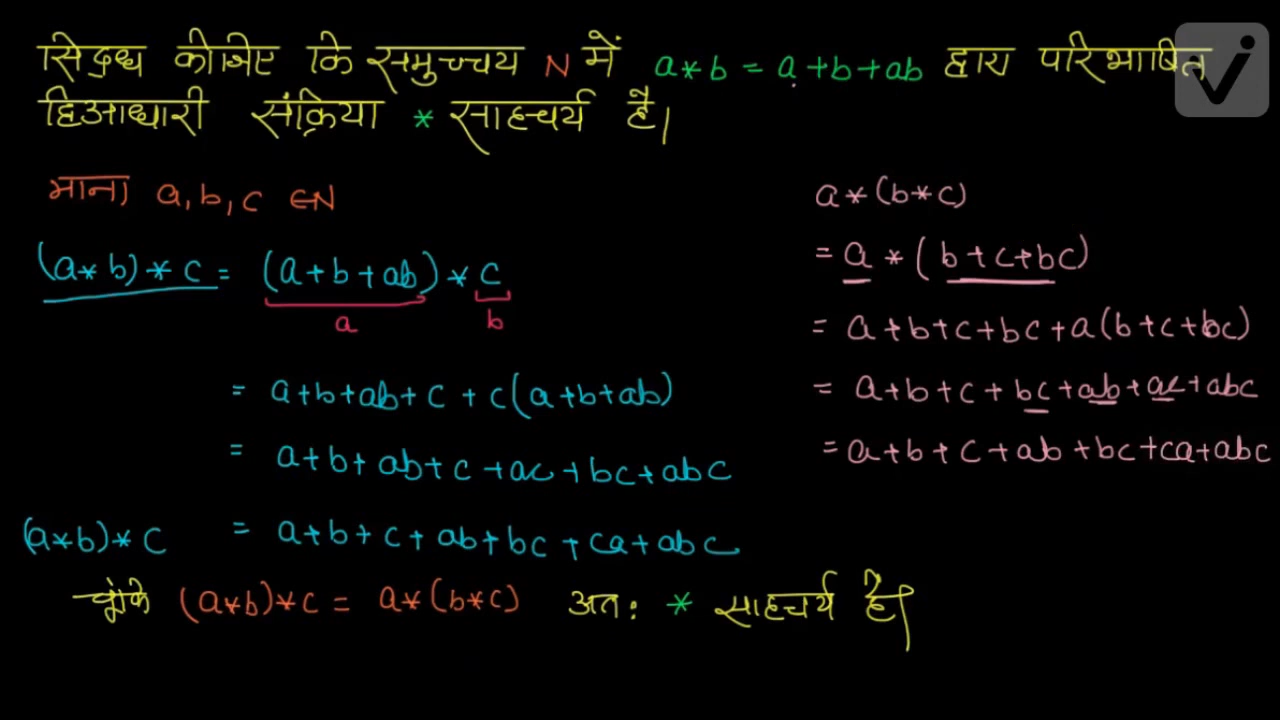 सिद्ध कीजिए कि समुच्चय N में a*b = a+b+ab द्वारा परिभाषित
द्विआधारी संक्रिया * साहचर्य है।
माना a, b, c ∈ N
(a*b)*c = (a+b+ab)*c
a b
= a+b+ab+c + c(a+b+ab)
= a+b+ab+c+ac+bc+abc
(a*b)*c = a+b+c+ab+bc+ca+abc
a*(b*c)
= a*(b+c+bc)
= a+b+c+bc+a(b+c+bc)
= a+b+c+bc+ab+ac+abc
= a+b+c+ab+bc+ca+abc
चूंकि (a*b)*c = a*(b*c) अत: * साहचर्य है।